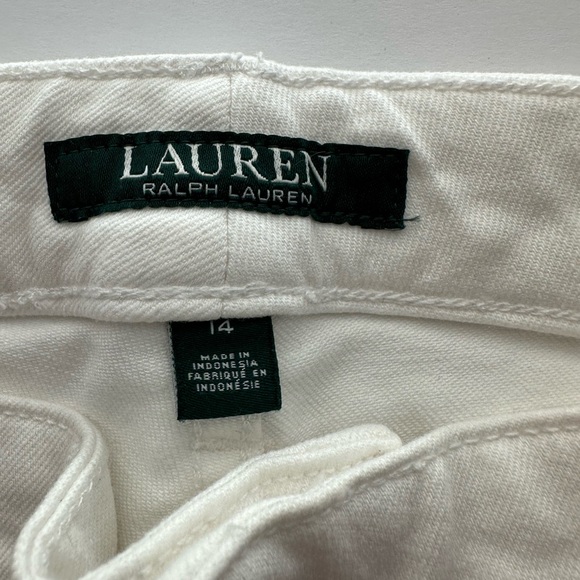 LAUREN
RALPH LAUREN
14
MADE IN
INDONESIA
FABRIQUÉ EN
INDONÉSIE